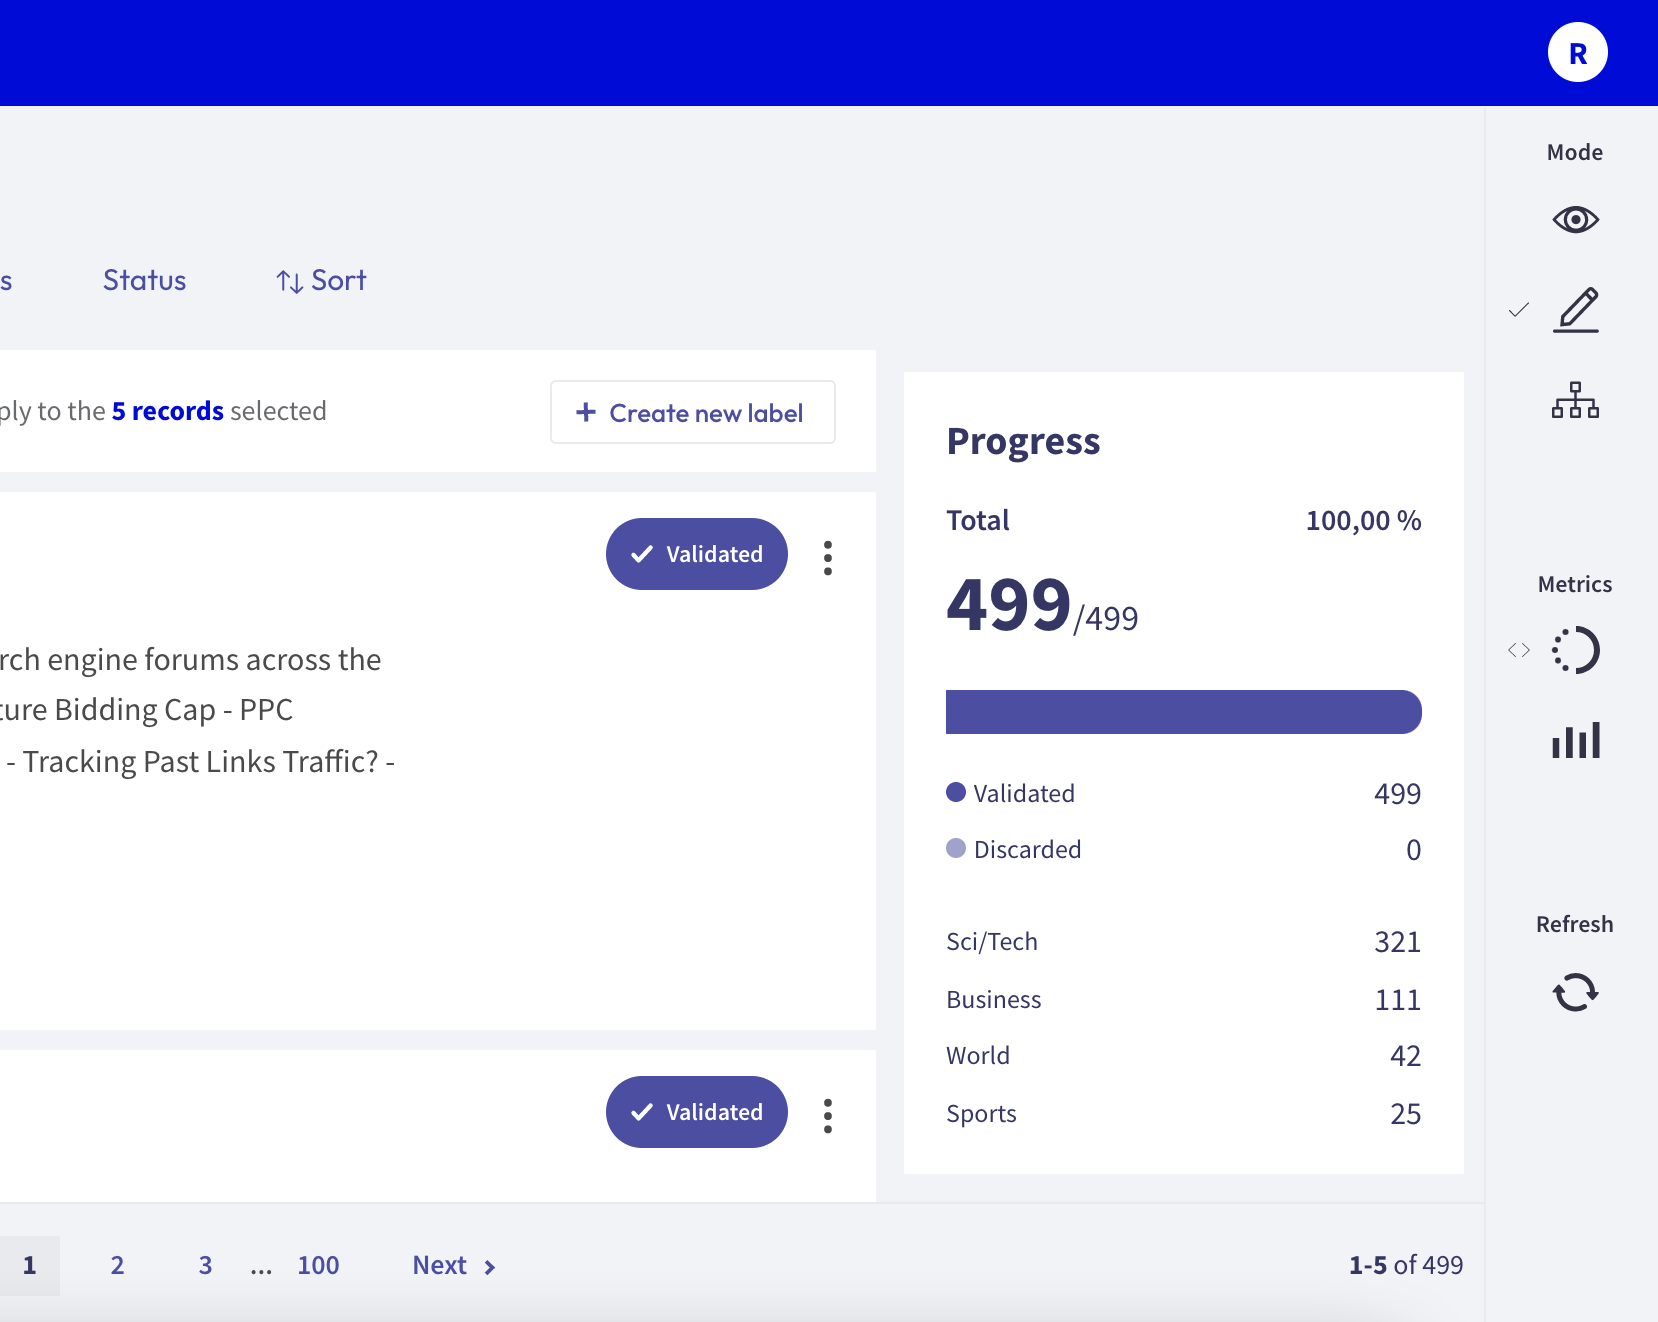 R
Mode
s Status Sort
ply to the 5 records selected
+ Create new label
Progress
Total 100,00 %
499/499
Validated
rch engine forums across the
ture Bidding Cap - PPC
- Tracking Past Links Traffic? -
Metrics
<>
Validated 499
Discarded 0
Sci/Tech 321
Business 111
World 42
Sports 25
Refresh
Validated
1 2 3 ... 100 Next >
1-5 of 499